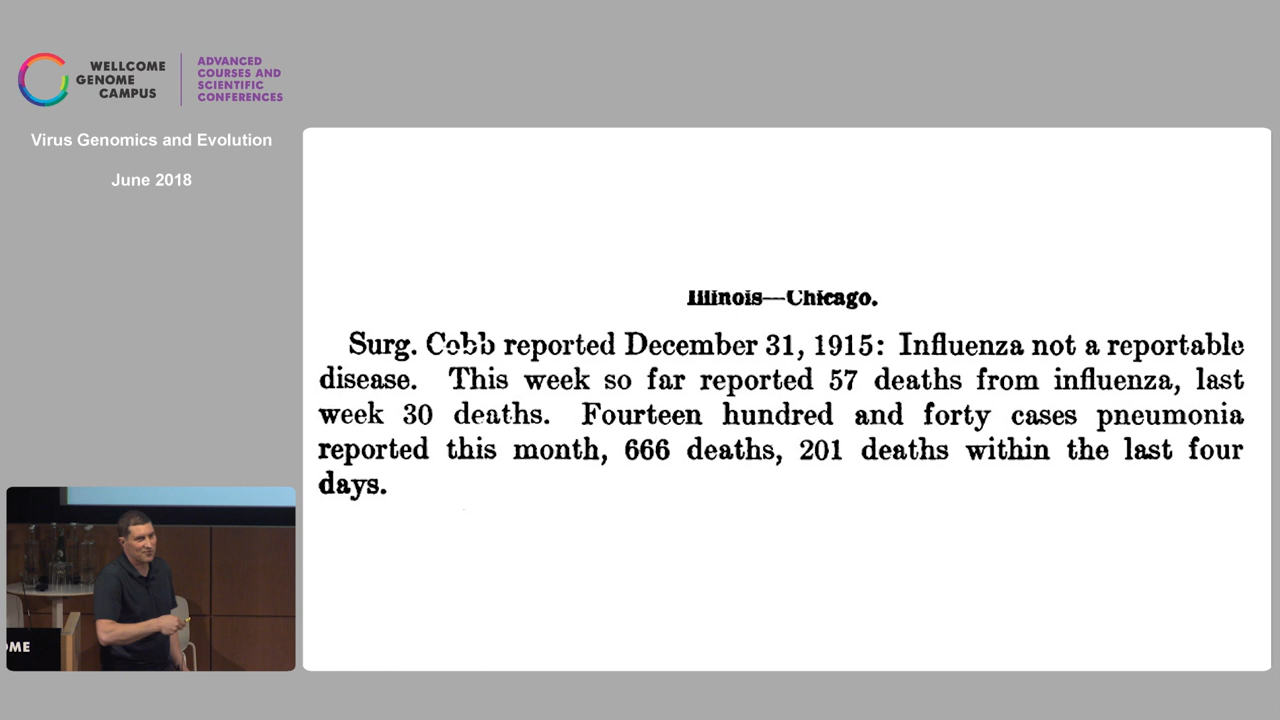 WELLCOME
GENOME
CAMPUS
ADVANCED
COURSES AND
SCIENTIFIC
CONFERENCES
Virus Genomics and Evolution
June 2018
Illinois—Chicago.
Surg. Cobb reported December 31, 1915: Influenza not a reportable
disease. This week so far reported 57 deaths from influenza, last
week 30 deaths. Fourteen hundred and forty cases pneumonia
reported this month, 666 deaths, 201 deaths within the last four
days.
OME